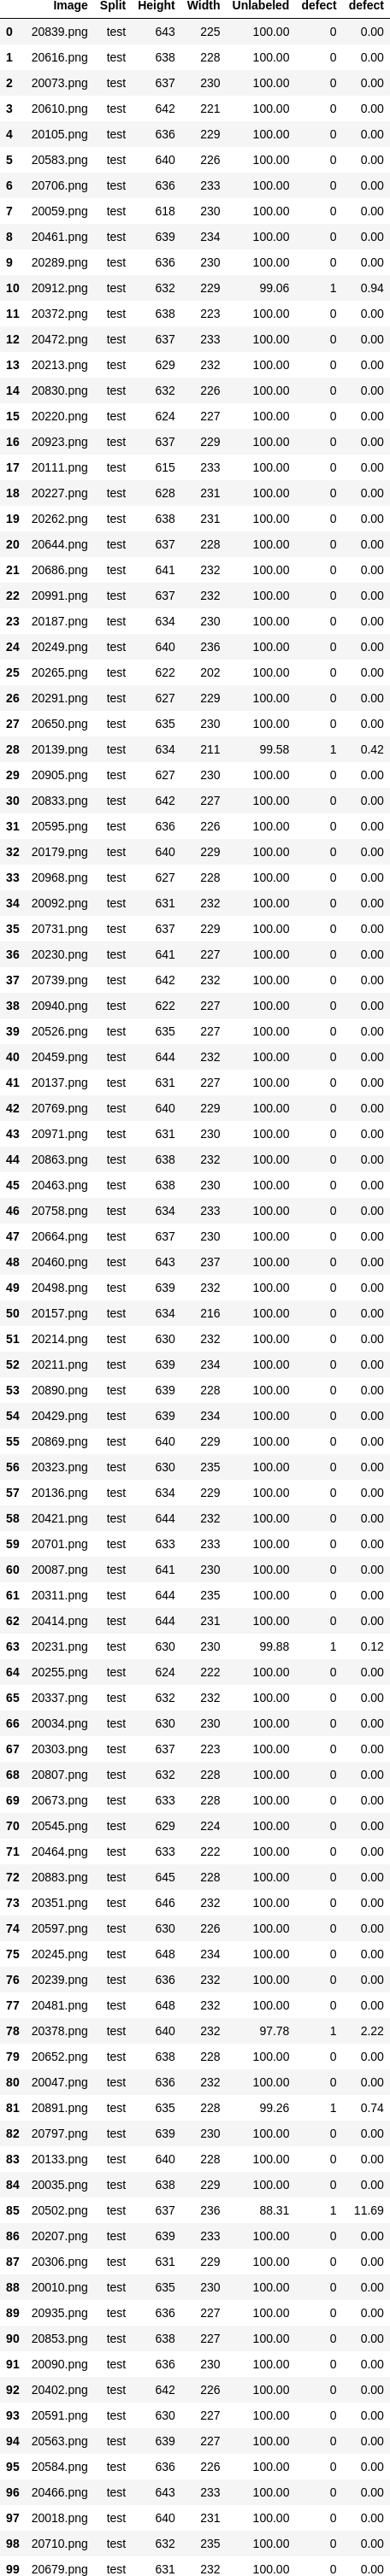 Image Split Height Width Unlabeled defect defect
0 20839.png test 643 225 100.00 0 0.00
1 20616.png test 638 228 100.00 0 0.00
2 20073.png test 637 230 100.00 0 0.00
3 20610.png test 642 221 100.00 0 0.00
4 20105.png test 636 229 100.00 0 0.00
5 20583.png test 640 226 100.00 0 0.00
6 20706.png test 636 233 100.00 0 0.00
7 20059.png test 618 230 100.00 0 0.00
8 20461.png test 639 234 100.00 0 0.00
9 20289.png test 636 230 100.00 0 0.00
10 20912.png test 632 229 99.06 1 0.94
11 20372.png test 638 223 100.00 0 0.00
12 20472.png test 637 233 100.00 0 0.00
13 20213.png test 629 232 100.00 0 0.00
14 20830.png test 632 226 100.00 0 0.00
15 20220.png test 624 227 100.00 0 0.00
16 20923.png test 637 229 100.00 0 0.00
17 20111.png test 615 233 100.00 0 0.00
18 20227.png test 628 231 100.00 0 0.00
19 20262.png test 638 231 100.00 0 0.00
20 20644.png test 637 228 100.00 0 0.00
21 20686.png test 641 232 100.00 0 0.00
22 20991.png test 637 232 100.00 0 0.00
23 20187.png test 634 230 100.00 0 0.00
24 20249.png test 640 236 100.00 0 0.00
25 20265.png test 622 202 100.00 0 0.00
26 20291.png test 627 229 100.00 0 0.00
27 20650.png test 635 230 100.00 0 0.00
28 20139.png test 634 211 99.58 1 0.42
29 20905.png test 627 230 100.00 0 0.00
30 20833.png test 642 227 100.00 0 0.00
31 20595.png test 636 226 100.00 0 0.00
32 20179.png test 640 229 100.00 0 0.00
33 20968.png test 627 228 100.00 0 0.00
34 20092.png test 631 232 100.00 0 0.00
35 20731.png test 637 229 100.00 0 0.00
36 20230.png test 641 227 100.00 0 0.00
37 20739.png test 642 232 100.00 0 0.00
38 20940.png test 622 227 100.00 0 0.00
39 20526.png test 635 227 100.00 0 0.00
40 20459.png test 644 232 100.00 0 0.00
41 20137.png test 631 227 100.00 0 0.00
42 20769.png test 640 229 100.00 0 0.00
43 20971.png test 631 230 100.00 0 0.00
44 20863.png test 638 232 100.00 0 0.00
45 20463.png test 638 230 100.00 0 0.00
46 20758.png test 634 233 100.00 0 0.00
47 20664.png test 637 230 100.00 0 0.00
48 20460.png test 643 237 100.00 0 0.00
49 20498.png test 639 232 100.00 0 0.00
50 20157.png test 634 216 100.00 0 0.00
51 20214.png test 630 232 100.00 0 0.00
52 20211.png test 639 234 100.00 0 0.00
53 20890.png test 639 228 100.00 0 0.00
54 20429.png test 639 234 100.00 0 0.00
55 20869.png test 640 229 100.00 0 0.00
56 20323.png test 630 235 100.00 0 0.00
57 20136.png test 634 229 100.00 0 0.00
58 20421.png test 644 232 100.00 0 0.00
59 20701.png test 633 233 100.00 0 0.00
60 20087.png test 641 230 100.00 0 0.00
61 20311.png test 644 235 100.00 0 0.00
62 20414.png test 644 231 100.00 0 0.00
63 20231.png test 630 230 99.88 1 0.12
64 20255.png test 624 222 100.00 0 0.00
65 20337.png test 632 232 100.00 0 0.00
66 20034.png test 630 230 100.00 0 0.00
67 20303.png test 637 223 100.00 0 0.00
68 20807.png test 632 228 100.00 0 0.00
69 20673.png test 633 228 100.00 0 0.00
70 20545.png test 629 224 100.00 0 0.00
71 20464.png test 633 222 100.00 0 0.00
72 20883.png test 645 228 100.00 0 0.00
73 20351.png test 646 232 100.00 0 0.00
74 20597.png test 630 226 100.00 0 0.00
75 20245.png test 648 234 100.00 0 0.00
76 20239.png test 636 232 100.00 0 0.00
77 20481.png test 648 232 100.00 0 0.00
78 20378.png test 640 232 97.78 1 2.22
79 20652.png test 638 228 100.00 0 0.00
80 20047.png test 636 232 100.00 0 0.00
81 20891.png test 635 228 99.26 1 0.74
82 20797.png test 639 230 100.00 0 0.00
83 20133.png test 640 228 100.00 0 0.00
84 20035.png test 638 229 100.00 0 0.00
85 20502.png test 637 236 88.31 1 11.69
86 20207.png test 639 233 100.00 0 0.00
87 20306.png test 631 229 100.00 0 0.00
88 20010.png test 635 230 100.00 0 0.00
89 20935.png test 636 227 100.00 0 0.00
90 20853.png test 638 227 100.00 0 0.00
91 20090.png test 636 230 100.00 0 0.00
92 20402.png test 642 226 100.00 0 0.00
93 20591.png test 630 227 100.00 0 0.00
94 20563.png test 639 227 100.00 0 0.00
95 20584.png test 636 226 100.00 0 0.00
96 20466.png test 643 233 100.00 0 0.00
97 20018.png test 640 231 100.00 0 0.00
98 20710.png test 632 235 100.00 0 0.00
99 20679.png test 631 232 100.00 0 0.00